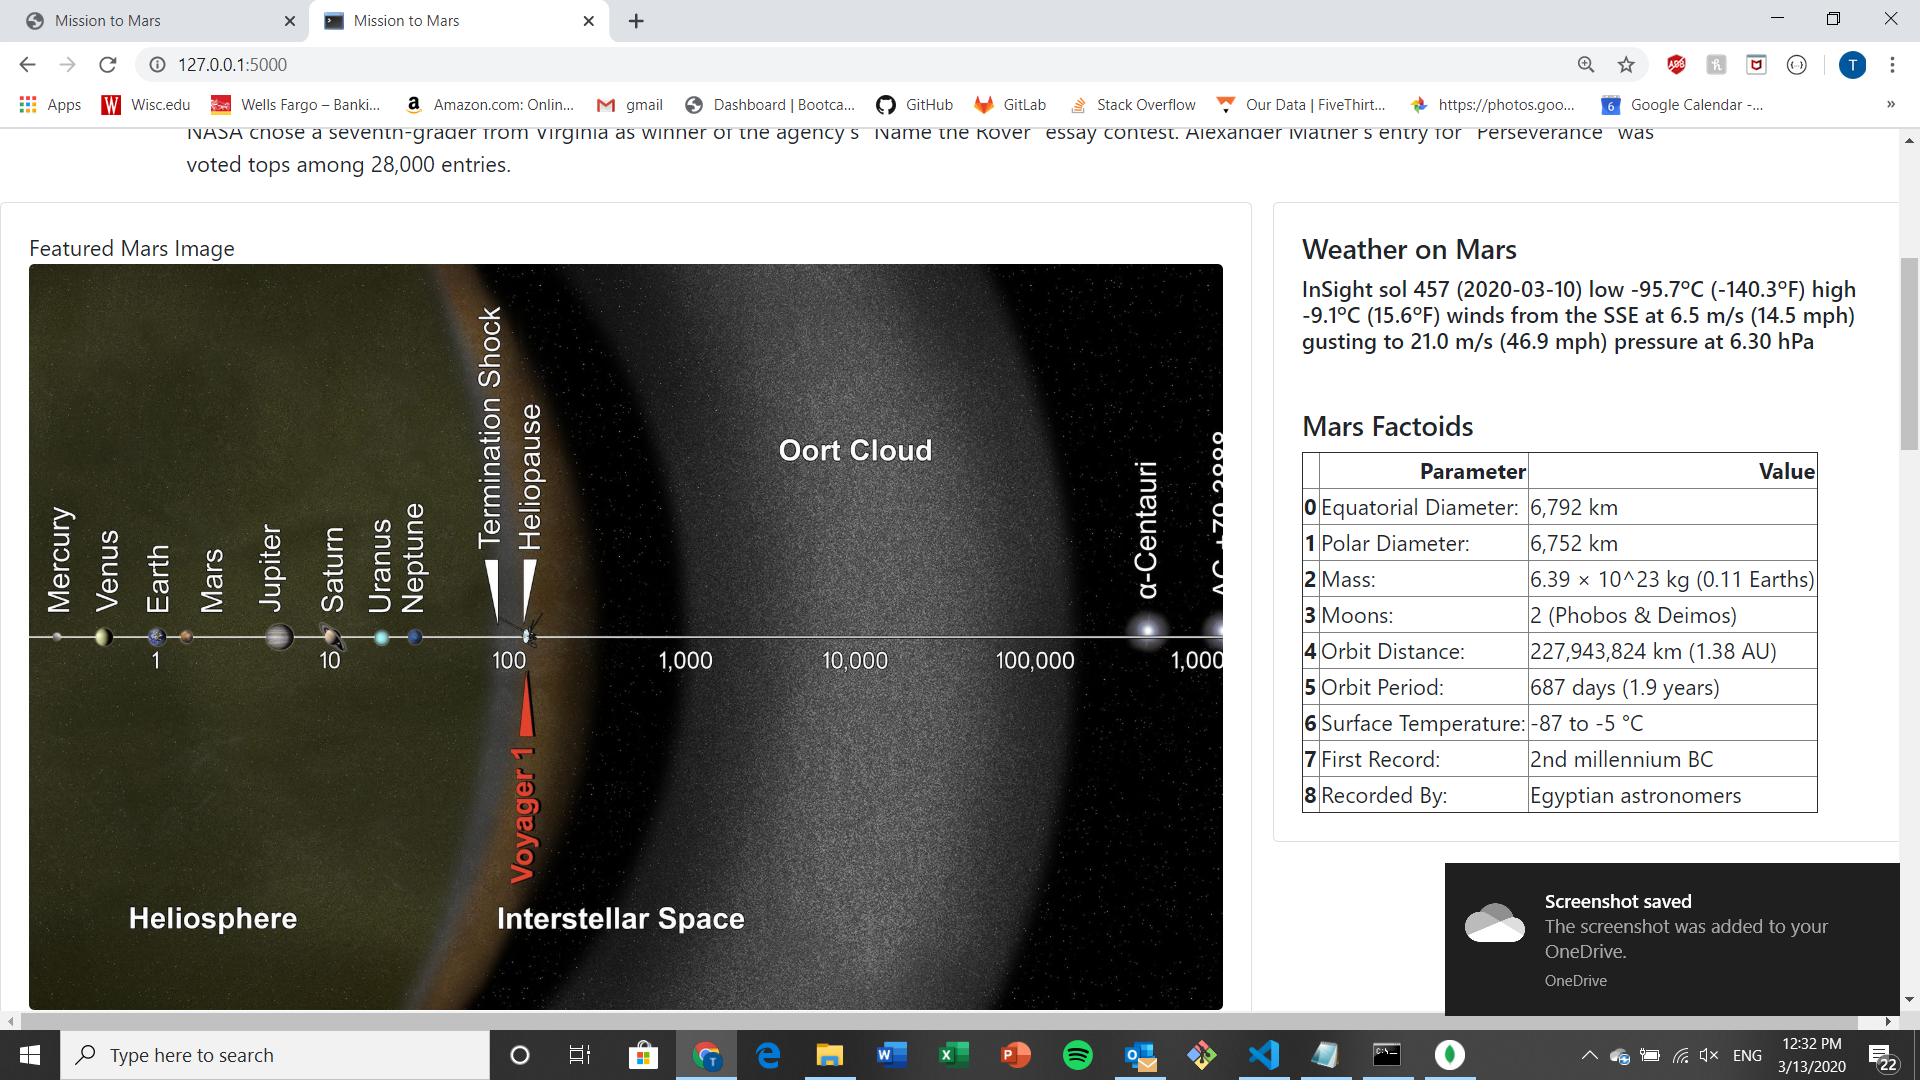 Mission to Mars
Mission to Mars
127.0.0.1:5000
T
Apps
Wisc.edu
Wells Fargo – Banki...
Amazon.com: Onlin...
gmail
Dashboard | Bootca...
GitHub
GitLab
Stack Overflow
Our Data | FiveThirt...
https://photos.goo...
Google Calendar -...
»
NASA chose a seventh-grader from Virginia as winner of the agency's "Name the Rover" essay contest. Alexander Mather's entry for "Perseverance" was
voted tops among 28,000 entries.
Featured Mars Image
Mercury
Venus
Earth
Mars
Jupiter
Saturn
Uranus
Neptune
Termination Shock
Heliopause
Oort Cloud
α-Centauri
AC +79 3888
1
10
100
1,000
10,000
100,000
1,000
Voyager 1
Heliosphere
Interstellar Space
Weather on Mars
InSight sol 457 (2020-03-10) low -95.7ºC (-140.3ºF) high
-9.1ºC (15.6ºF) winds from the SSE at 6.5 m/s (14.5 mph)
gusting to 21.0 m/s (46.9 mph) pressure at 6.30 hPa
Mars Factoids
Parameter Value
0 Equatorial Diameter: 6,792 km
1 Polar Diameter: 6,752 km
2 Mass: 6.39 × 10^23 kg (0.11 Earths)
3 Moons: 2 (Phobos & Deimos)
4 Orbit Distance: 227,943,824 km (1.38 AU)
5 Orbit Period: 687 days (1.9 years)
6 Surface Temperature: -87 to -5 °C
7 First Record: 2nd millennium BC
8 Recorded By: Egyptian astronomers
Screenshot saved
The screenshot was added to your
OneDrive.
OneDrive
Type here to search
ENG
12:32 PM
3/13/2020
22